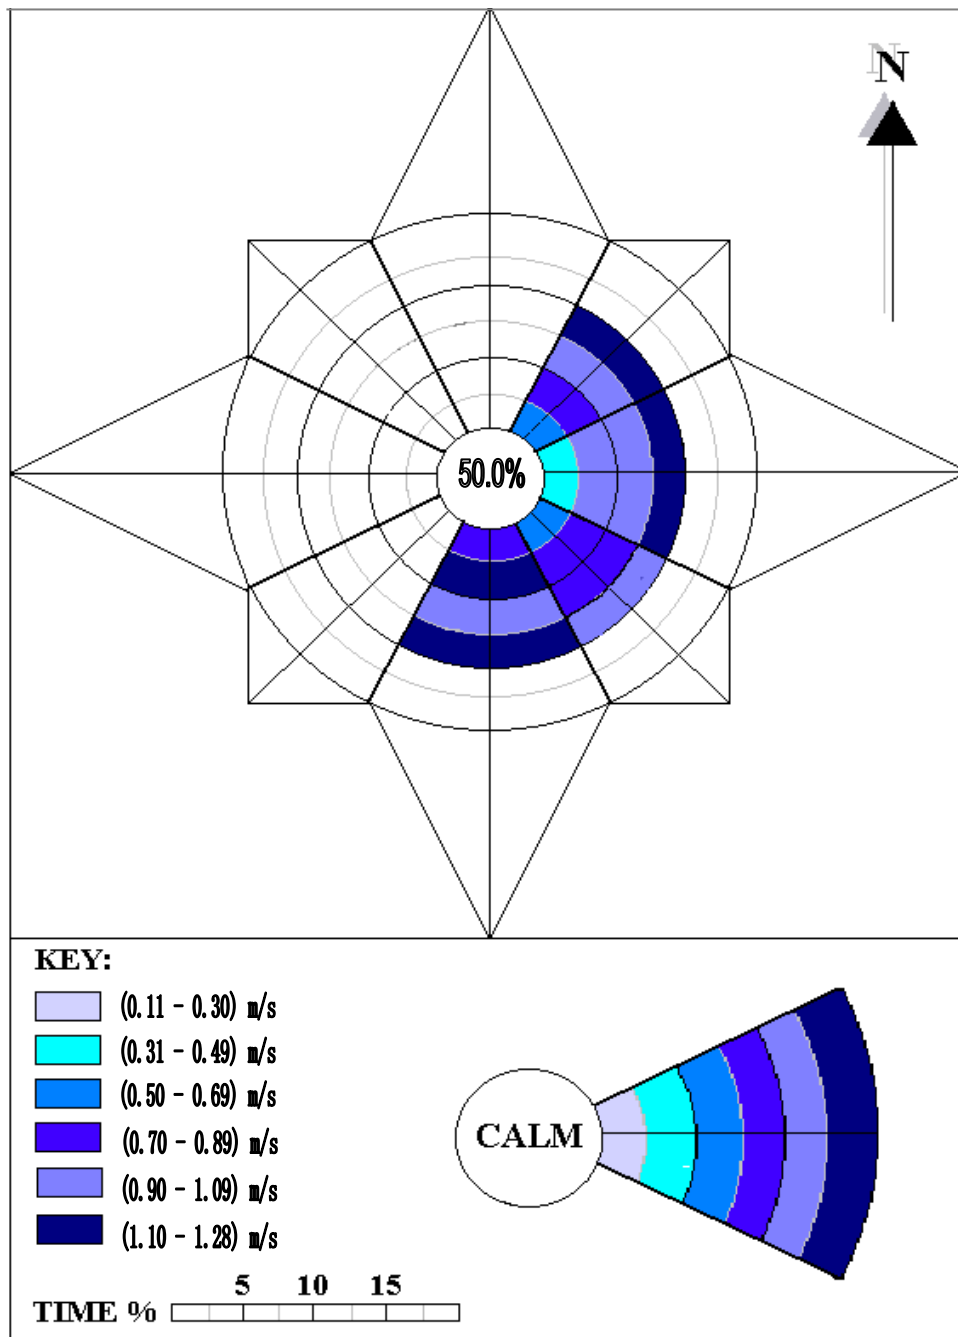 N
50.0%
KEY:
(0.11 - 0.30) m/s
(0.31 - 0.49) m/s
(0.50 - 0.69) m/s
(0.70 - 0.89) m/s
(0.90 - 1.09) m/s
(1.10 - 1.28) m/s
CALM
5 10 15
TIME %